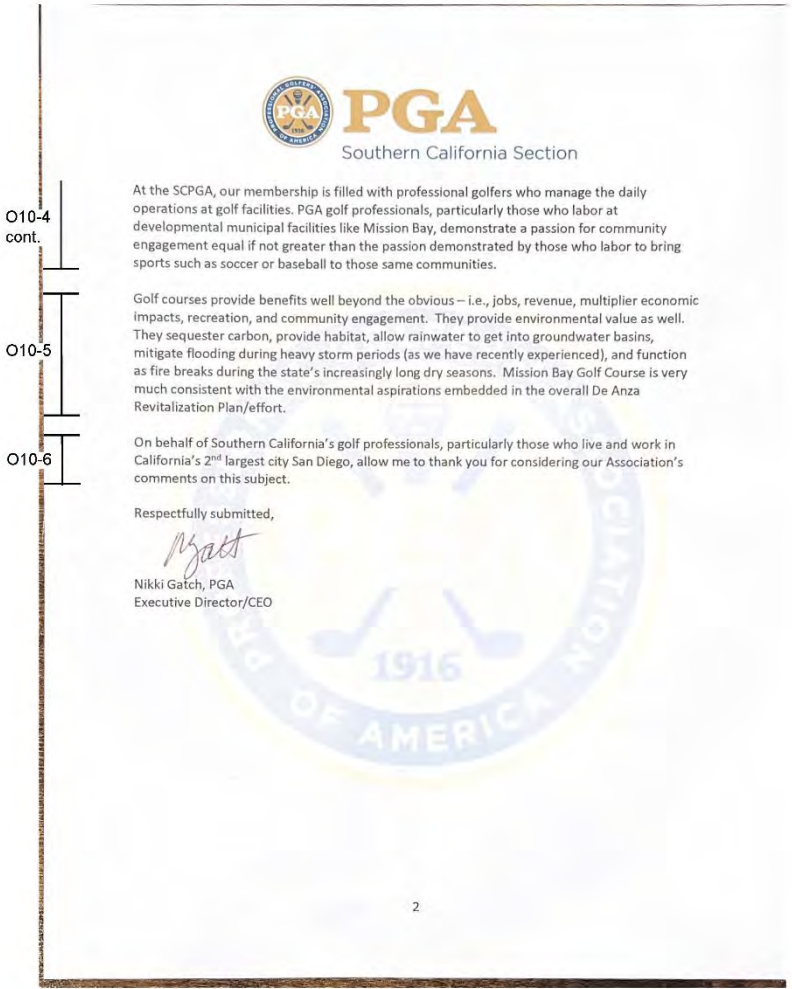 PROFESSIONAL GOLFERS' ASSOCIATION
PGA
1916
OF AMERICA
PGA
Southern California Section
O10-4
cont.
At the SCPGA, our membership is filled with professional golfers who manage the daily
operations at golf facilities. PGA golf professionals, particularly those who labor at
developmental municipal facilities like Mission Bay, demonstrate a passion for community
engagement equal if not greater than the passion demonstrated by those who labor to bring
sports such as soccer or baseball to those same communities.
O10-5
Golf courses provide benefits well beyond the obvious – i.e., jobs, revenue, multiplier economic
impacts, recreation, and community engagement. They provide environmental value as well.
They sequester carbon, provide habitat, allow rainwater to get into groundwater basins,
mitigate flooding during heavy storm periods (as we have recently experienced), and function
as fire breaks during the state's increasingly long dry seasons. Mission Bay Golf Course is very
much consistent with the environmental aspirations embedded in the overall De Anza
Revitalization Plan/effort.
O10-6
On behalf of Southern California's golf professionals, particularly those who live and work in
California's 2nd largest city San Diego, allow me to thank you for considering our Association's
comments on this subject.
Respectfully submitted,
Nikki Gatch, PGA
Executive Director/CEO
1916
OF AMERICA
2